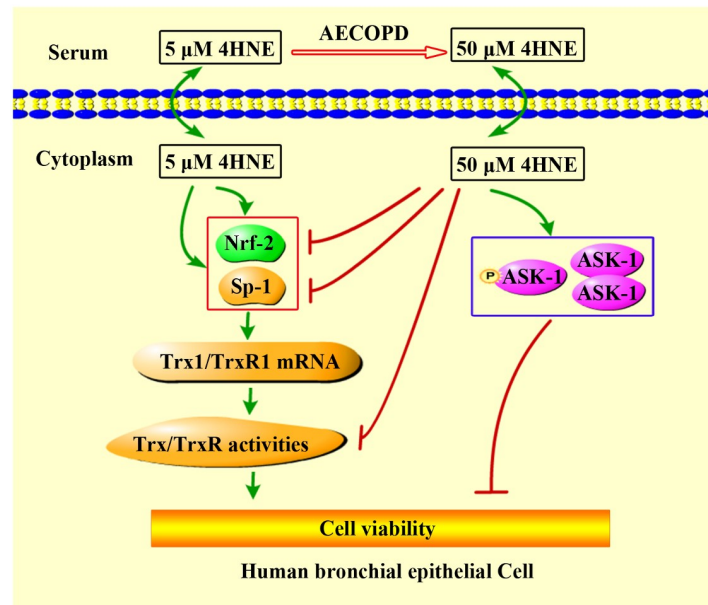 AECOPD
Serum
5 µM 4HNE
50 µM 4HNE
Cytoplasm
5 µM 4HNE
50 µM 4HNE
Nrf-2
Sp-1
P
ASK-1
ASK-1
ASK-1
Trx1/TrxR1 mRNA
Trx/TrxR activities
Cell viability
Human bronchial epithelial Cell